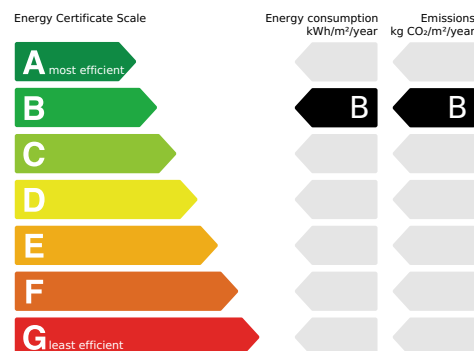 Energy Certificate Scale
Energy consumption
kWh/m²/year
Emissions
kg CO₂/m²/year
A most efficient
B
B
B
C
D
E
F
G least efficient